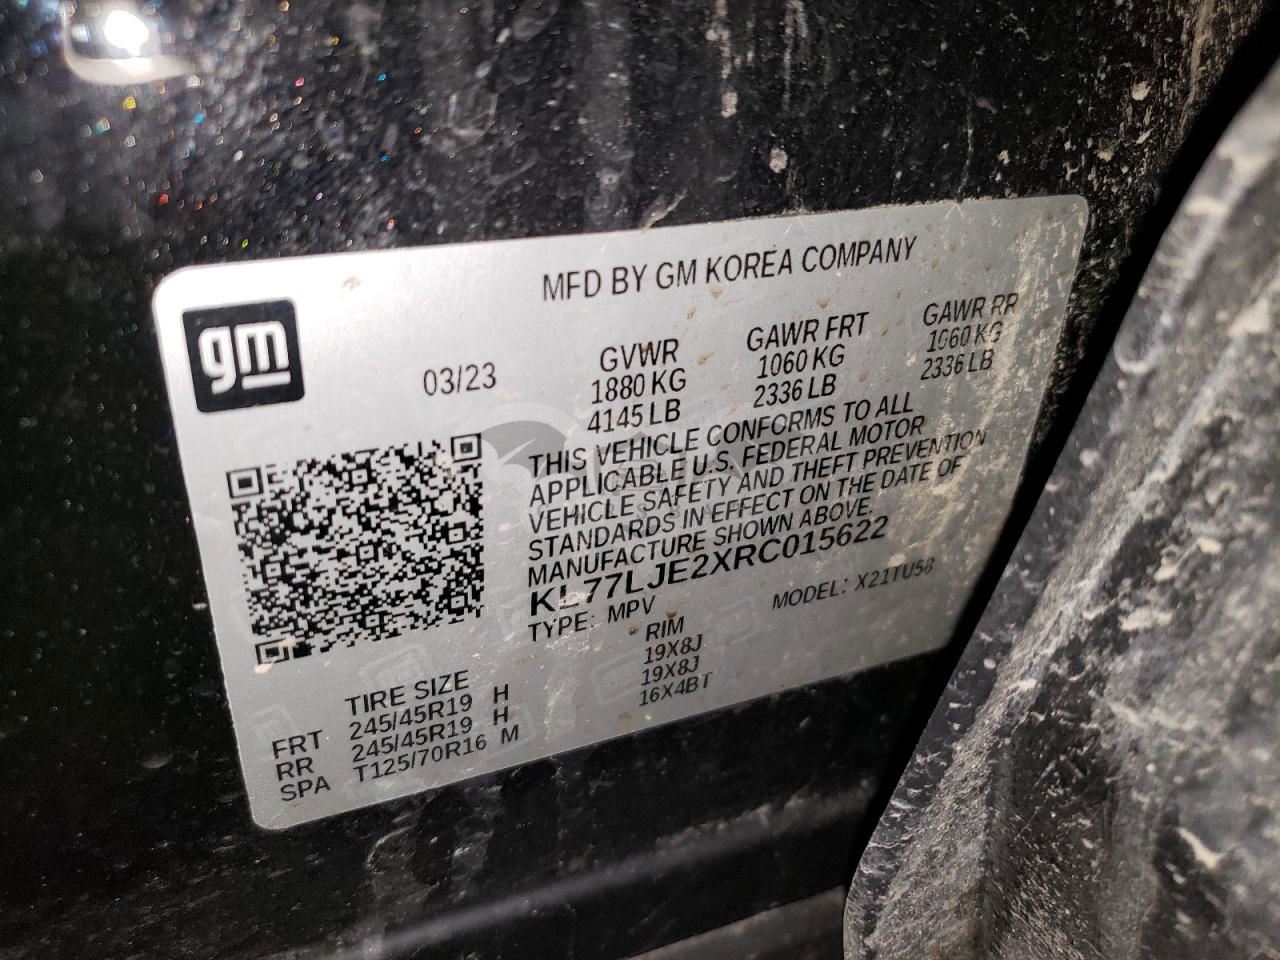 gm
MFD BY GM KOREA COMPANY
03/23
GVWR GAWR FRT GAWR RR
1880 KG 1060 KG 1060 KG
4145 LB 2336 LB 2336 LB
THIS VEHICLE CONFORMS TO ALL
APPLICABLE U.S. FEDERAL MOTOR
VEHICLE SAFETY AND THEFT PREVENTION
STANDARDS IN EFFECT ON THE DATE OF
MANUFACTURE SHOWN ABOVE.
KL77LJE2XRC015622
TYPE: MPV MODEL: X21TU58
TIRE SIZE RIM
FRT 245/45R19 H 19X8J
RR 245/45R19 H 19X8J
SPA T125/70R16 M 16X4BT